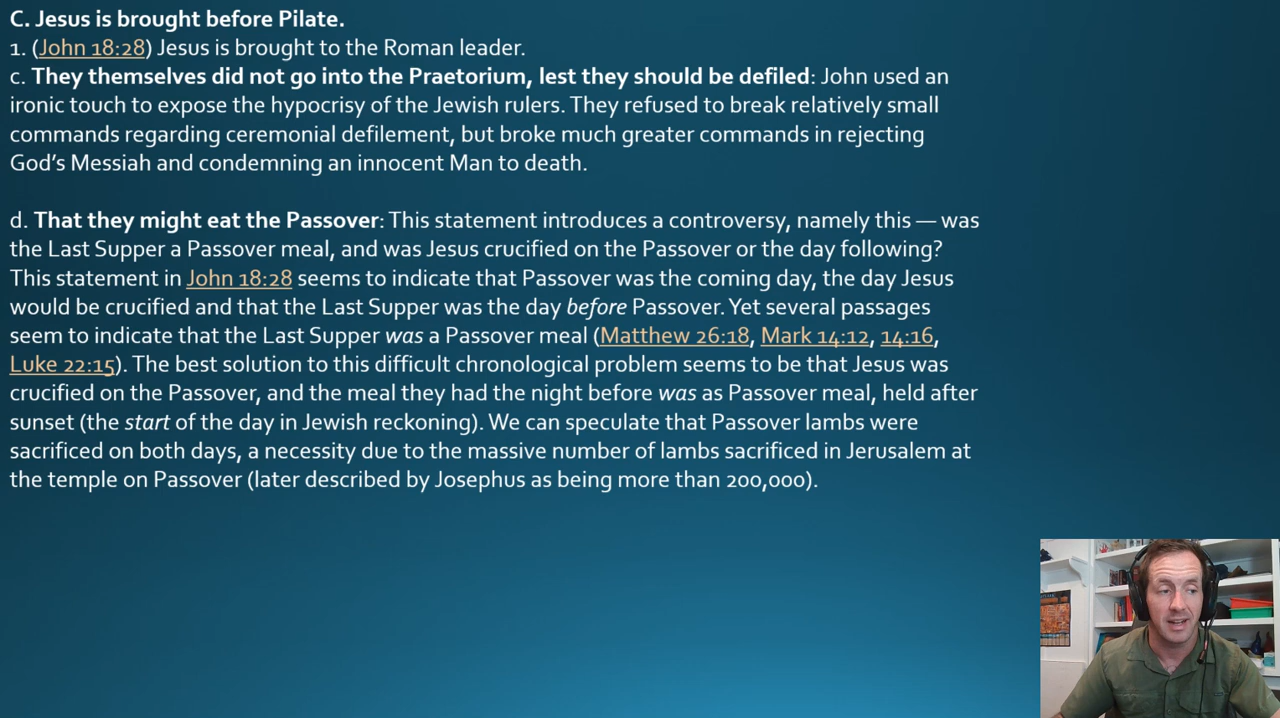 C. Jesus is brought before Pilate.
1. (John 18:28) Jesus is brought to the Roman leader.
c. They themselves did not go into the Praetorium, lest they should be defiled: John used an
ironic touch to expose the hypocrisy of the Jewish rulers. They refused to break relatively small
commands regarding ceremonial defilement, but broke much greater commands in rejecting
God's Messiah and condemning an innocent Man to death.
d. That they might eat the Passover: This statement introduces a controversy, namely this — was
the Last Supper a Passover meal, and was Jesus crucified on the Passover or the day following?
This statement in John 18:28 seems to indicate that Passover was the coming day, the day Jesus
would be crucified and that the Last Supper was the day before Passover. Yet several passages
seem to indicate that the Last Supper was a Passover meal (Matthew 26:18, Mark 14:12, 14:16,
Luke 22:15). The best solution to this difficult chronological problem seems to be that Jesus was
crucified on the Passover, and the meal they had the night before was as Passover meal, held after
sunset (the start of the day in Jewish reckoning). We can speculate that Passover lambs were
sacrificed on both days, a necessity due to the massive number of lambs sacrificed in Jerusalem at
the temple on Passover (later described by Josephus as being more than 200,000).